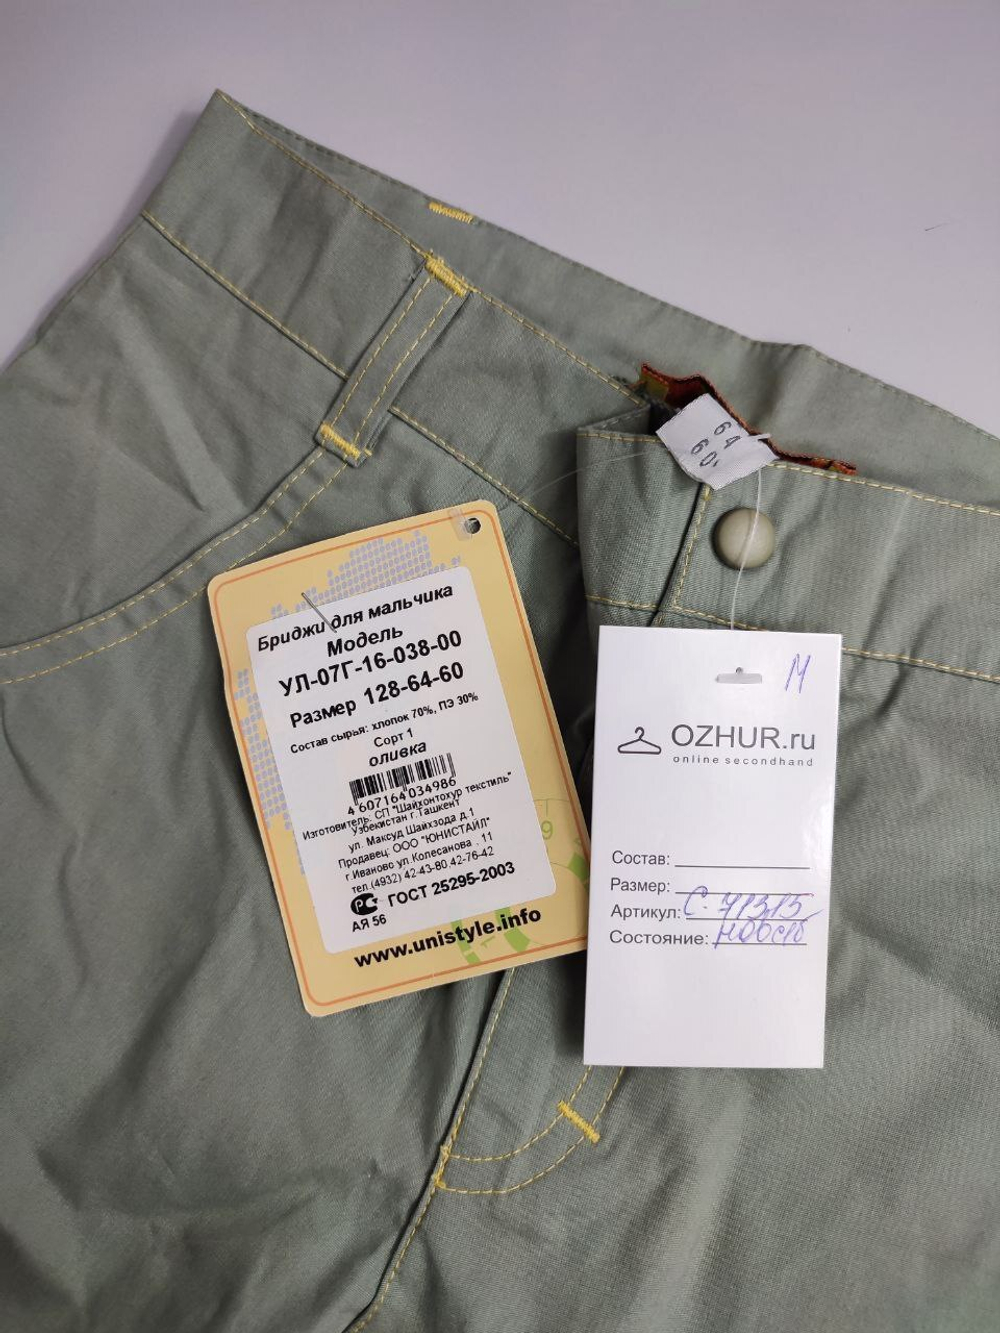 64
60
Бриджи для мальчика
Модель
УЛ-07Г-16-038-00
Размер 128-64-60
Состав сырья: хлопок 70%, ПЭ 30%
Сорт 1
оливка
4 607164 034986
Изготовитель: СП "Шайхонтохур текстиль"
Узбекистан г.Ташкент
ул. Максуд Шайхзода д.1
Продавец: ООО "ЮНИСТАЙЛ"
г.Иваново ул.Колесанова , 11
тел.(4932) 42-43-80 42-76-42
РСТ ГОСТ 25295-2003
АЯ 56
www.unistyle.info
М
OZHUR.ru
online secondhand
Состав:
Размер:
Артикул: С-71315
Состояние: